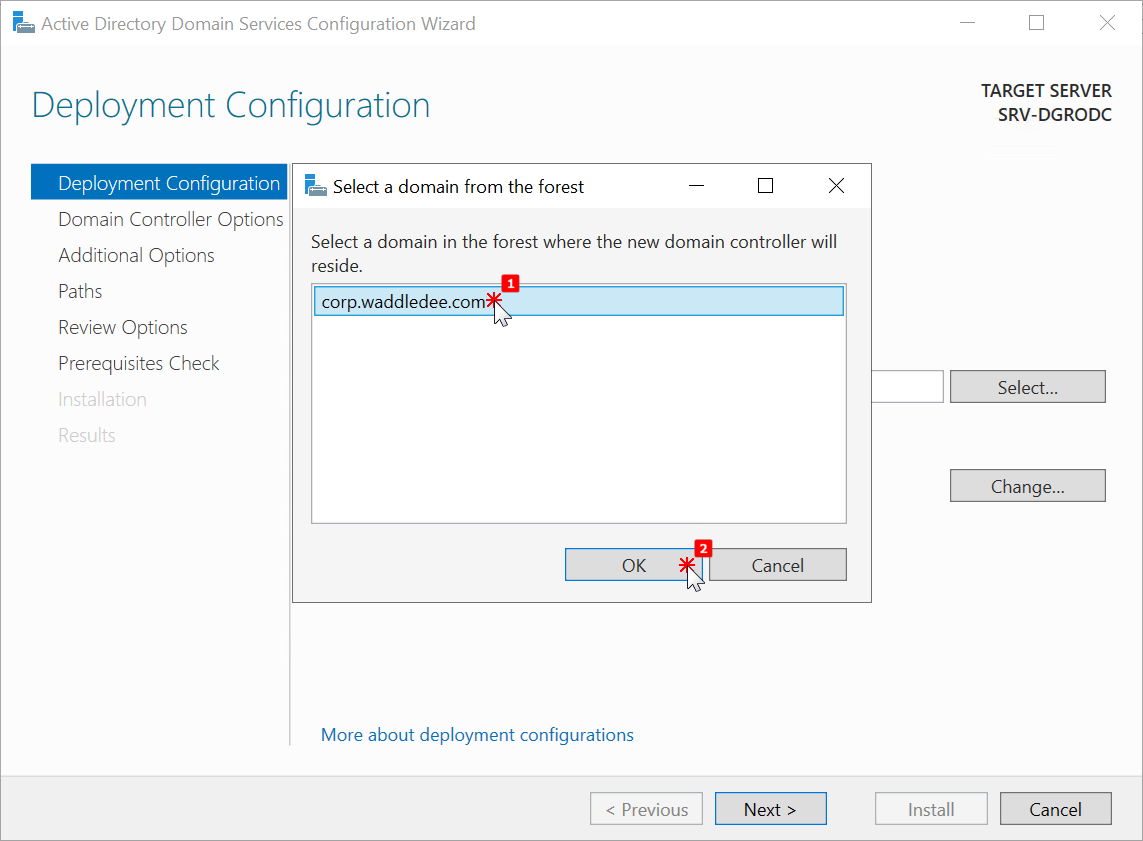 Active Directory Domain Services Configuration Wizard
Deployment Configuration
TARGET SERVER
SRV-DGRODC
Deployment Configuration
Domain Controller Options
Additional Options
Paths
Review Options
Prerequisites Check
Installation
Results
Select a domain from the forest
Select a domain in the forest where the new domain controller will
reside.
1
corp.waddledee.com
2
OK
Cancel
Select...
Change...
More about deployment configurations
< Previous
Next >
Install
Cancel